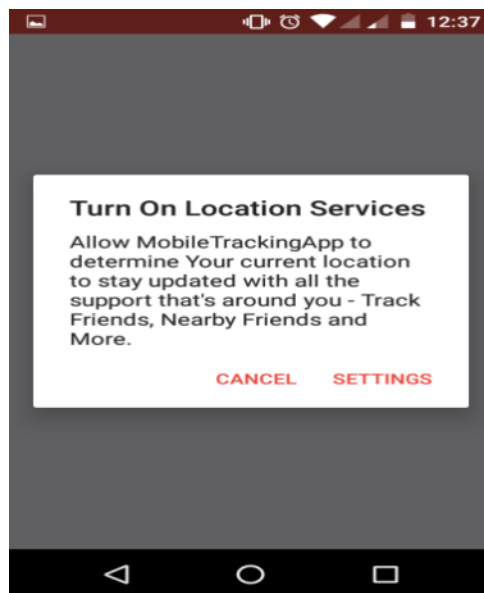 12:37
Turn On Location Services
Allow MobileTrackingApp to
determine Your current location
to stay updated with all the
support that's around you - Track
Friends, Nearby Friends and
More.
CANCEL SETTINGS